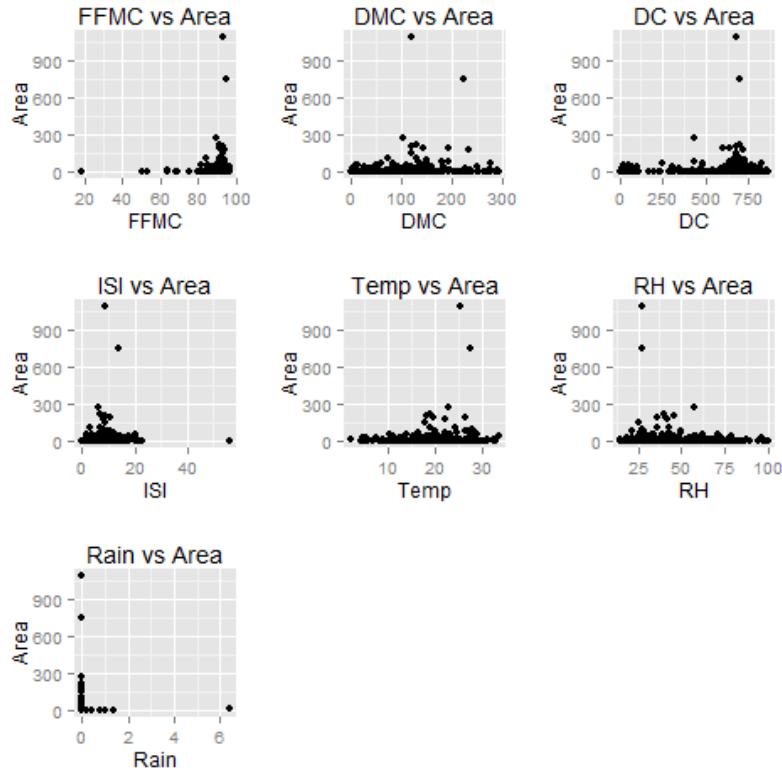 FFMC vs Area
DMC vs Area
DC vs Area
Area
900
600
300
0
20 40 60 80 100
FFMC
Area
900
600
300
0
0 100 200 300
DMC
Area
900
600
300
0
0 250 500 750
DC
ISI vs Area
Temp vs Area
RH vs Area
Area
900
600
300
0
0 20 40
ISI
Area
900
600
300
0
10 20 30
Temp
Area
900
600
300
0
25 50 75 100
RH
Rain vs Area
Area
900
600
300
0
0 2 4 6
Rain